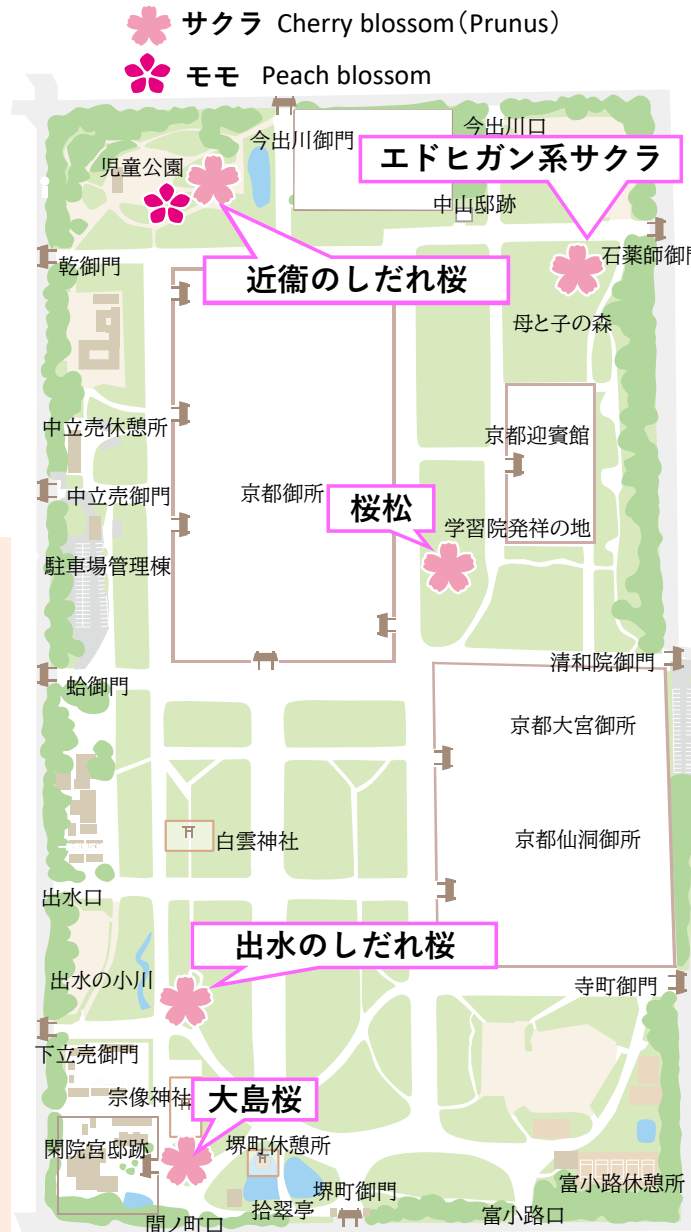 サクラ Cherry blossom（Prunus）
モモ Peach blossom
今出川御門
今出川口
児童公園
エドヒガン系サクラ
中山邸跡
乾御門
近衞のしだれ桜
石薬師御門
母と子の森
中立売休憩所
京都迎賓館
中立売御門
京都御所
桜松
学習院発祥の地
駐車場管理棟
清和院御門
蛤御門
京都大宮御所
白雲神社
京都仙洞御所
出水口
出水のしだれ桜
出水の小川
寺町御門
下立売御門
宗像神社
大島桜
閑院宮邸跡
堺町休憩所
富小路休憩所
拾翠亭
堺町御門
間ノ町口
富小路口